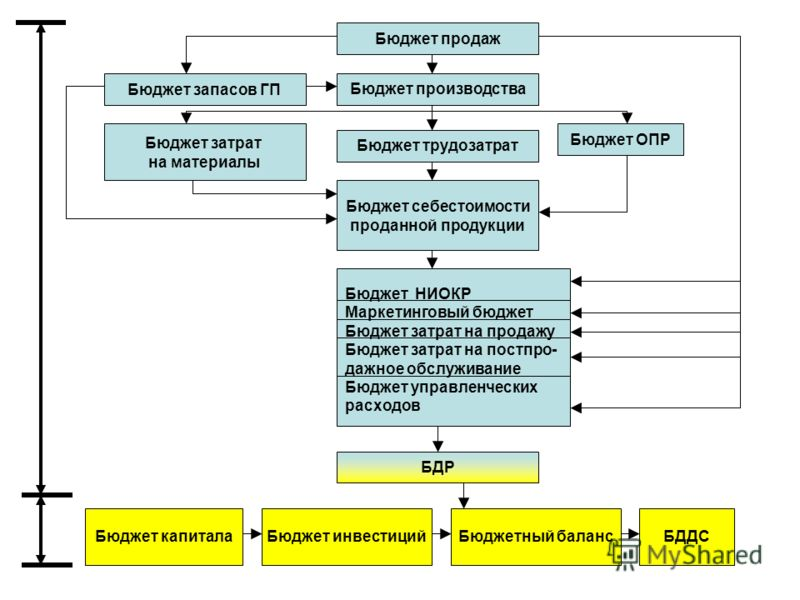 Бюджет продаж
Бюджет запасов ГП
Бюджет производства
Бюджет затрат
на материалы
Бюджет трудозатрат
Бюджет ОПР
Бюджет себестоимости
проданной продукции
Бюджет НИОКР
Маркетинговый бюджет
Бюджет затрат на продажу
Бюджет затрат на постпро-
дажное обслуживание
Бюджет управленческих
расходов
БДР
Бюджет капитала
Бюджет инвестиций
Бюджетный баланс
БДДС
MyShared